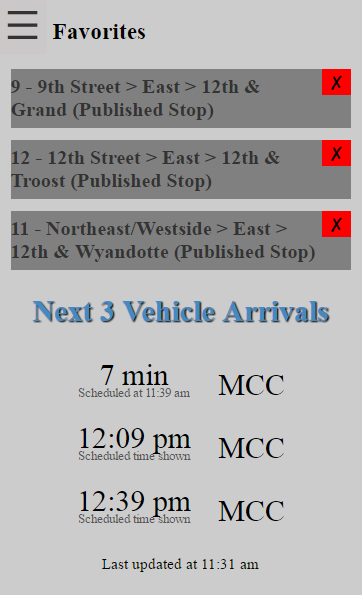 Favorites
9 - 9th Street > East > 12th &
Grand (Published Stop)
✗
12 - 12th Street > East > 12th &
Troost (Published Stop)
✗
11 - Northeast/Westside > East >
12th & Wyandotte (Published Stop)
✗
Next 3 Vehicle Arrivals
7 min MCC
Scheduled at 11:39 am
12:09 pm MCC
Scheduled time shown
12:39 pm MCC
Scheduled time shown
Last updated at 11:31 am